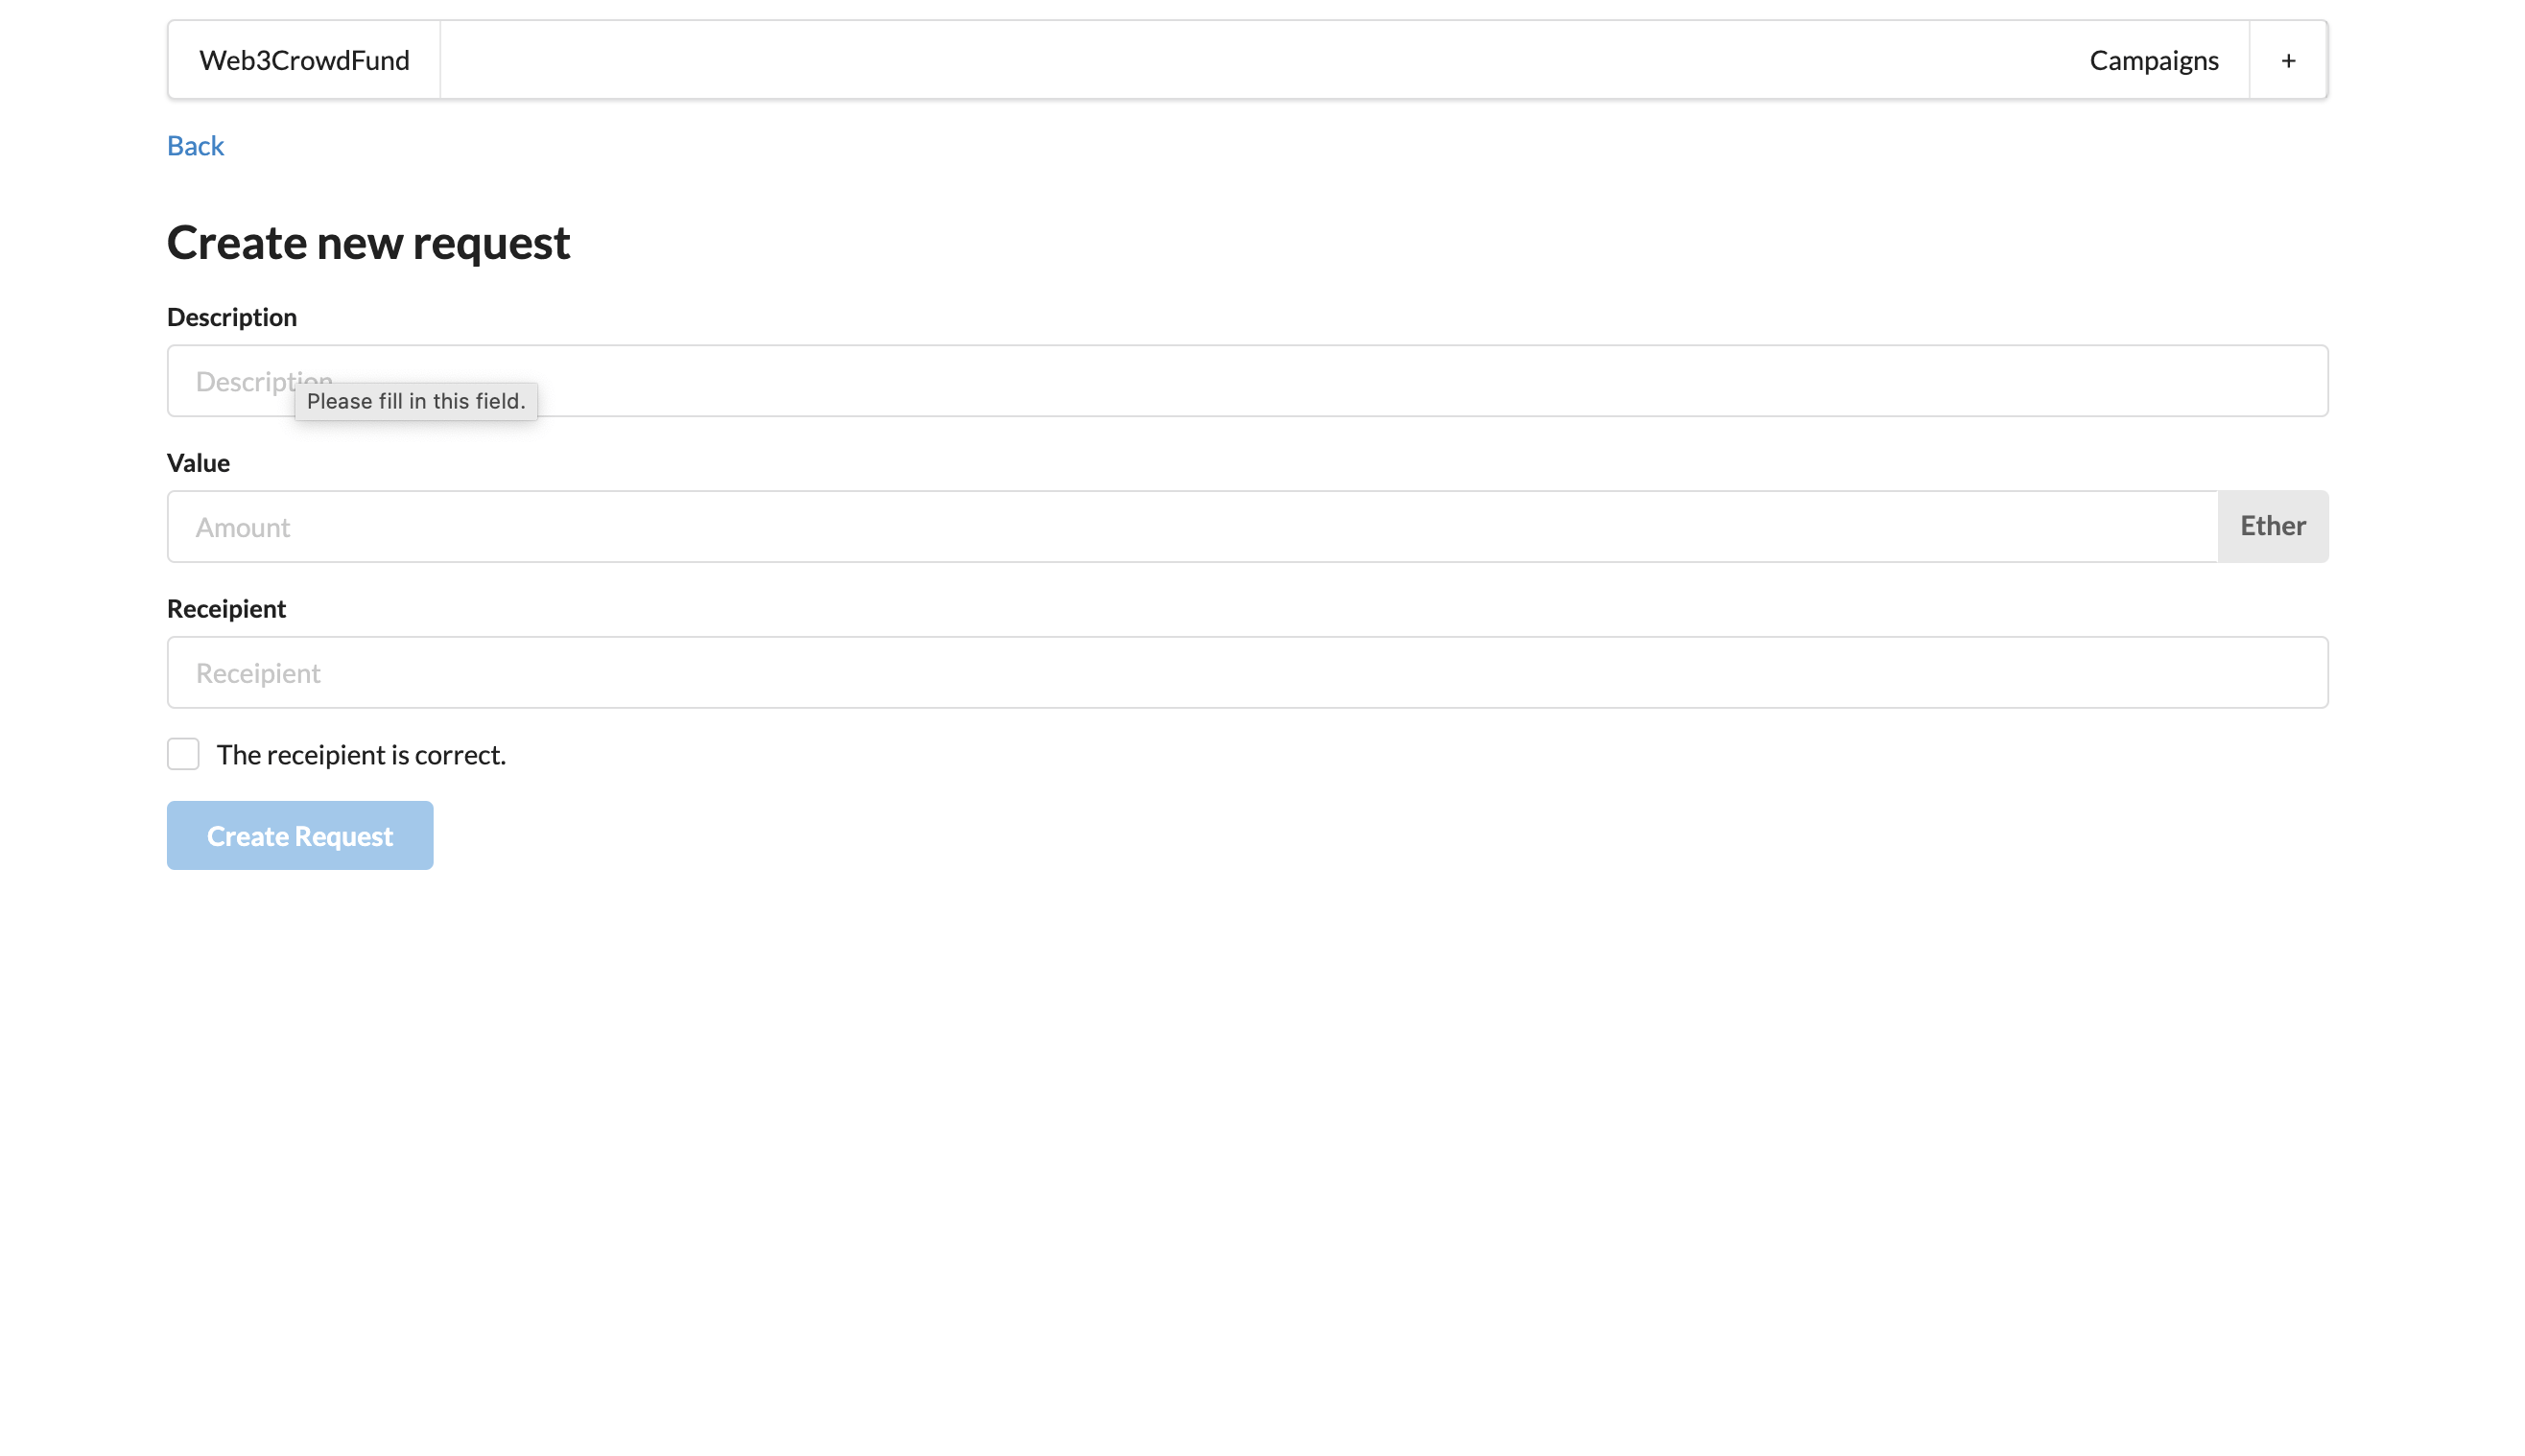 Web3CrowdFund Campaigns +
Back
Create new request
Description
Description
Please fill in this field.
Value
Amount Ether
Receipient
Receipient
The receipient is correct.
Create Request